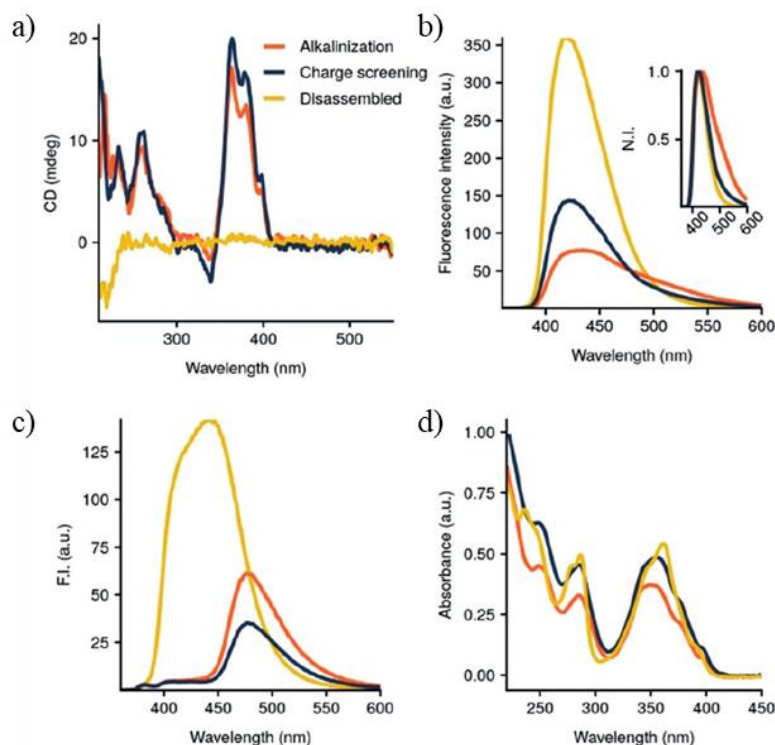 a)
20
10
0
CD (mdeg)
Alkalinization
Charge screening
Disassembled
300
400
500
Wavelength (nm)
b)
350
300
250
200
150
100
50
Fluorescence intensity (a.u.)
1.0
0.5
N.I.
400
500
600
400
450
500
550
600
Wavelength (nm)
c)
125
100
75
50
25
F.I. (a.u.)
400
450
500
550
600
Wavelength (nm)
d)
1.00
0.75
0.50
0.25
0.00
Absorbance (a.u.)
250
300
350
400
450
Wavelength (nm)